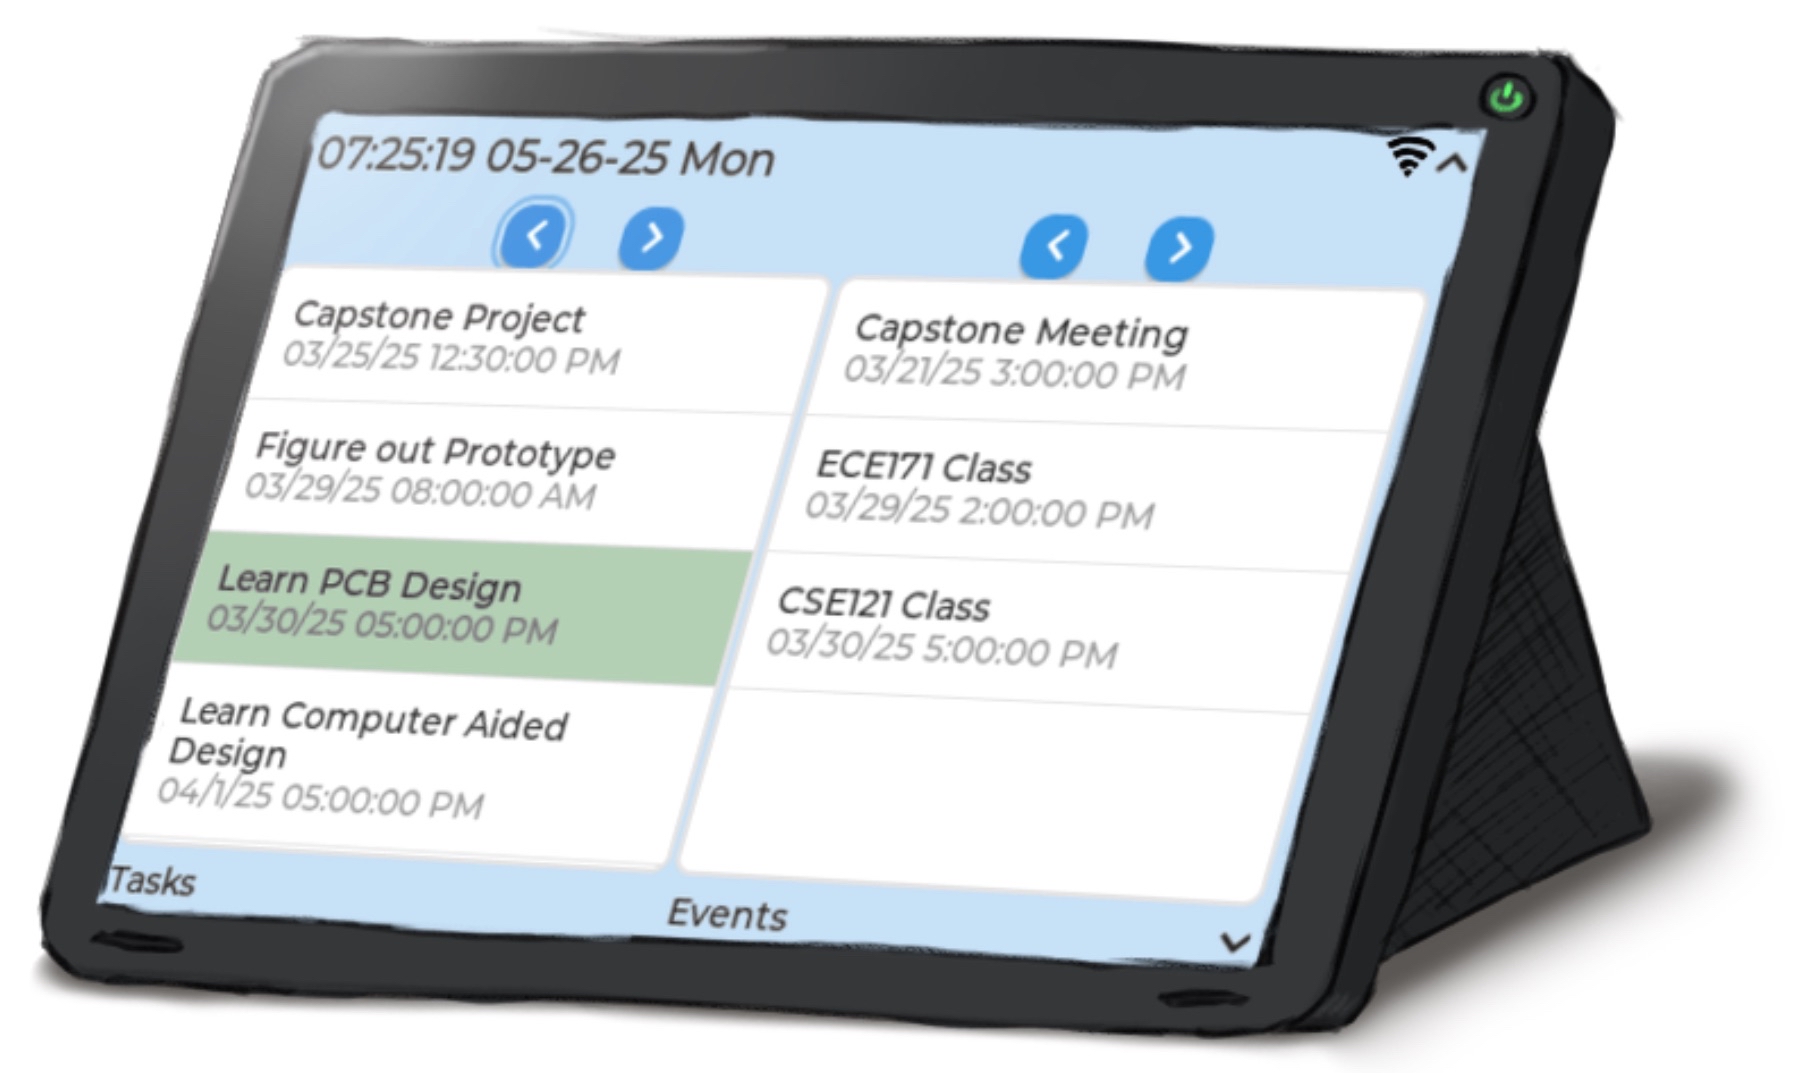 07:25:19 05-26-25 Mon
Capstone Project
03/25/25 12:30:00 PM
Figure out Prototype
03/29/25 08:00:00 AM
Learn PCB Design
03/30/25 05:00:00 PM
Learn Computer Aided
Design
04/1/25 05:00:00 PM
Tasks
Capstone Meeting
03/21/25 3:00:00 PM
ECE171 Class
03/29/25 2:00:00 PM
CSE121 Class
03/30/25 5:00:00 PM
Events